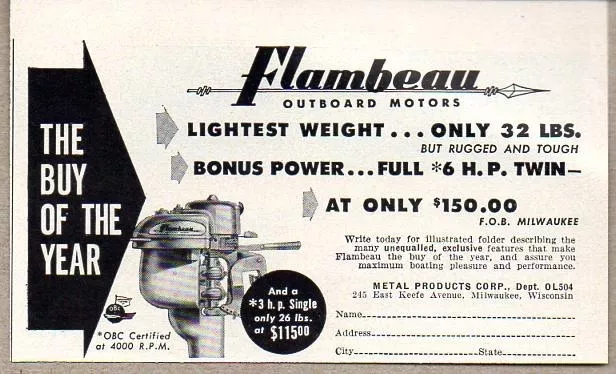 Flambeau
OUTBOARD MOTORS
THE
BUY
OF THE
YEAR
LIGHTEST WEIGHT... ONLY 32 LBS.
BUT RUGGED AND TOUGH
BONUS POWER...FULL *6 H.P. TWIN—
AT ONLY $150.00
F.O.B. MILWAUKEE
Write today for illustrated folder describing the
many unequalled, exclusive features that make
Flambeau the buy of the year, and assure you
maximum boating pleasure and performance.
METAL PRODUCTS CORP., Dept. OL504
245 East Keefe Avenue, Milwaukee, Wisconsin
Name
Address
City State
Flambeau
And a
*3 h.p. Single
only 26 lbs.
at $115.00
OBC
*OBC Certified
at 4000 R.P.M.